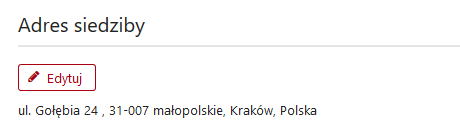 Adres siedziby
Edytuj
ul. Gołębia 24 , 31-007 małopolskie, Kraków, Polska